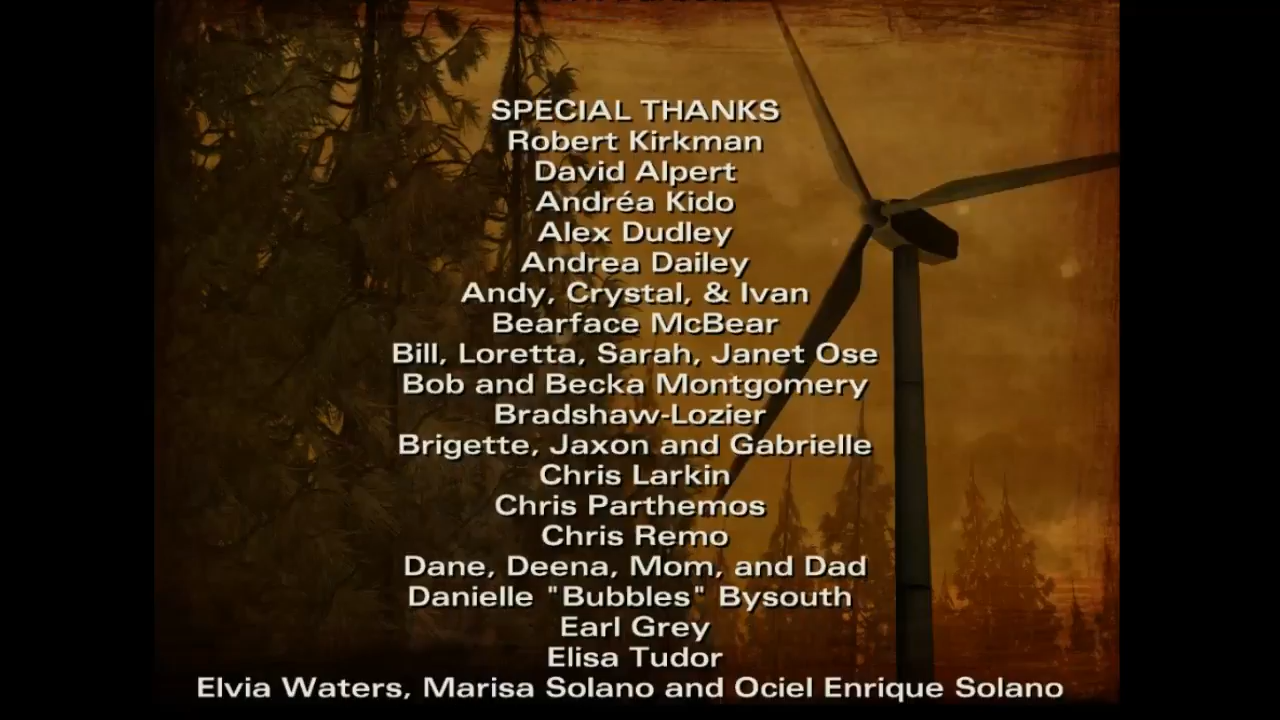 SPECIAL THANKS
Robert Kirkman
David Alpert
Andréa Kido
Alex Dudley
Andrea Dailey
Andy, Crystal, & Ivan
Bearface McBear
Bill, Loretta, Sarah, Janet Ose
Bob and Becka Montgomery
Bradshaw-Lozier
Brigette, Jaxon and Gabrielle
Chris Larkin
Chris Parthemos
Chris Remo
Dane, Deena, Mom, and Dad
Danielle "Bubbles" Bysouth
Earl Grey
Elisa Tudor
Elvia Waters, Marisa Solano and Ociel Enrique Solano